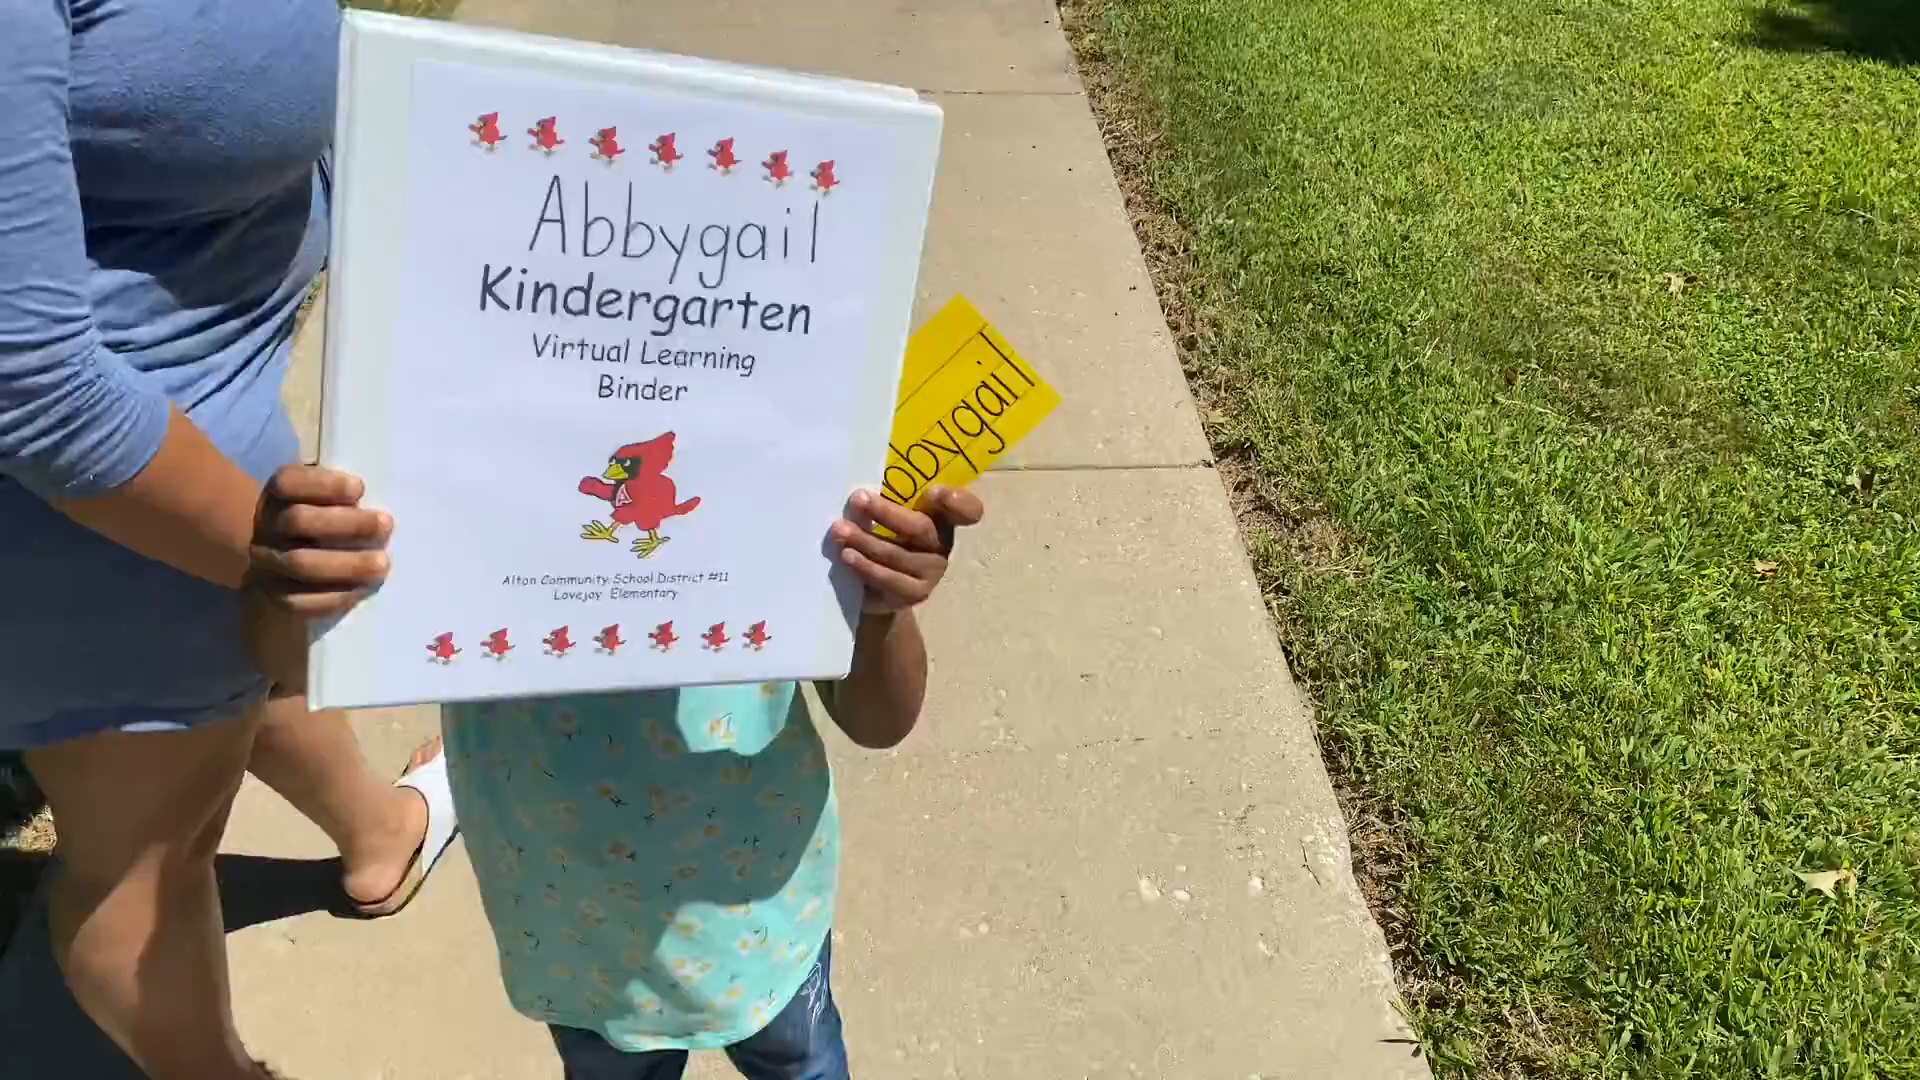 Abbygail
Kindergarten
Virtual Learning
Binder
A
Alton Community School District #11
Lovejoy Elementary
bbygail